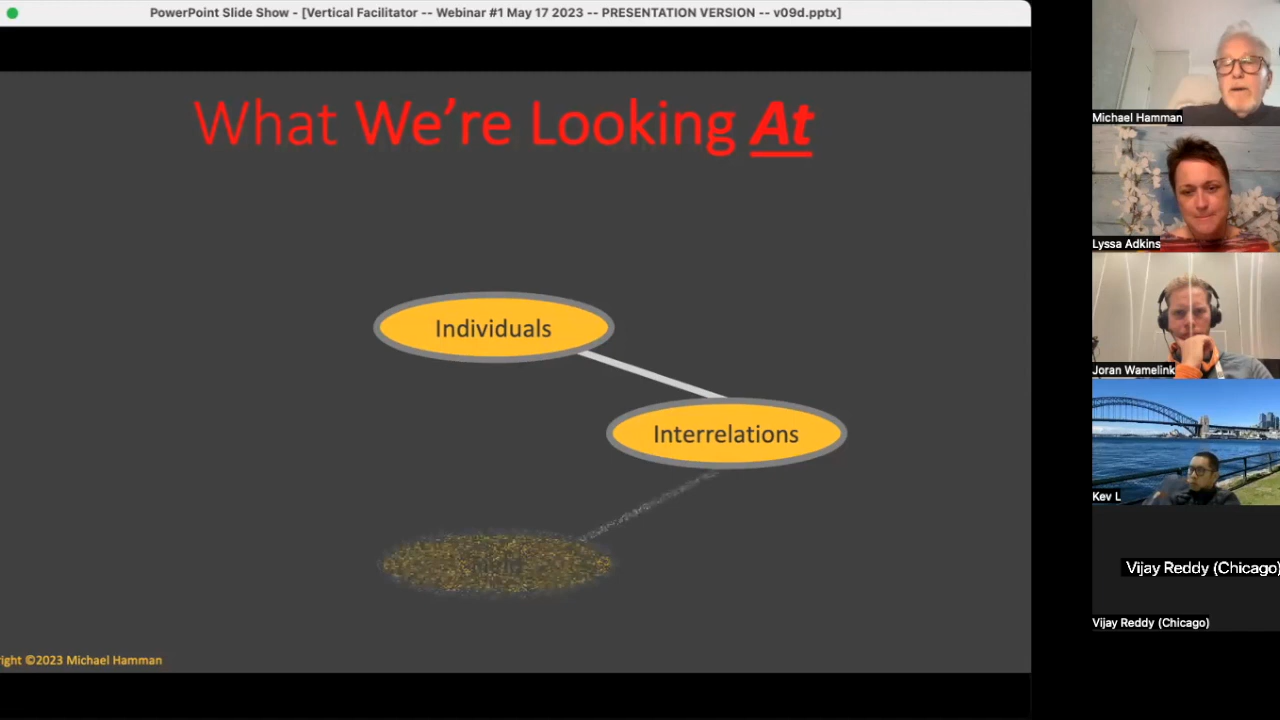 PowerPoint Slide Show - [Vertical Facilitator -- Webinar #1 May 17 2023 -- PRESENTATION VERSION -- v09d.pptx]
What We're Looking At
Individuals
Interrelations
right ©2023 Michael Hamman
Michael Hamman
Lyssa Adkins
Joran Wamelink
Kev L
Vijay Reddy (Chicago)
Vijay Reddy (Chicago)